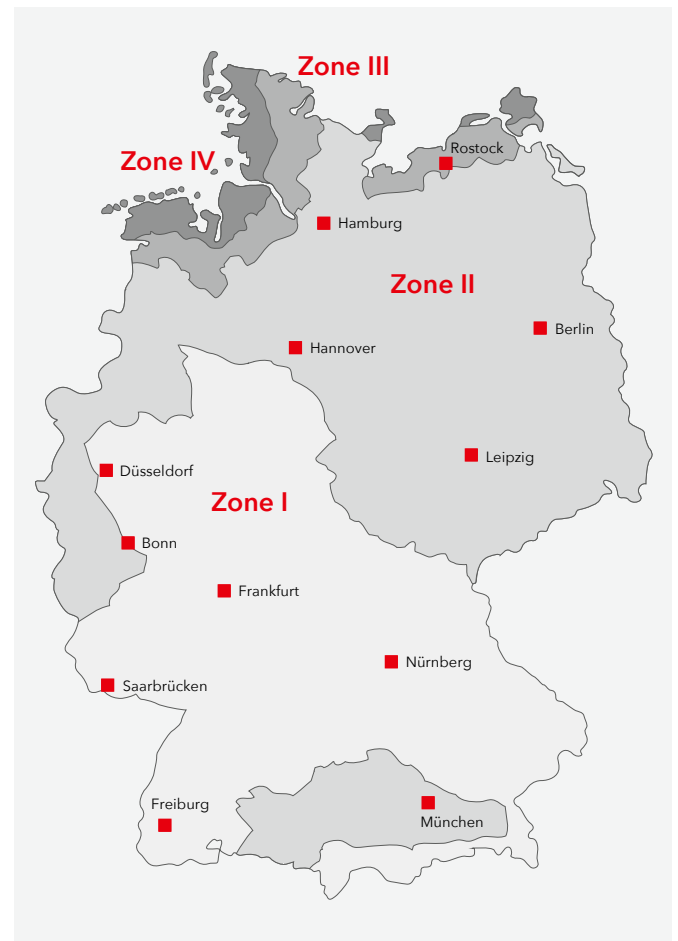 Zone III
Rostock
Zone IV
Hamburg
Zone II
Berlin
Hannover
Leipzig
Düsseldorf
Zone I
Bonn
Frankfurt
Nürnberg
Saarbrücken
Freiburg
München